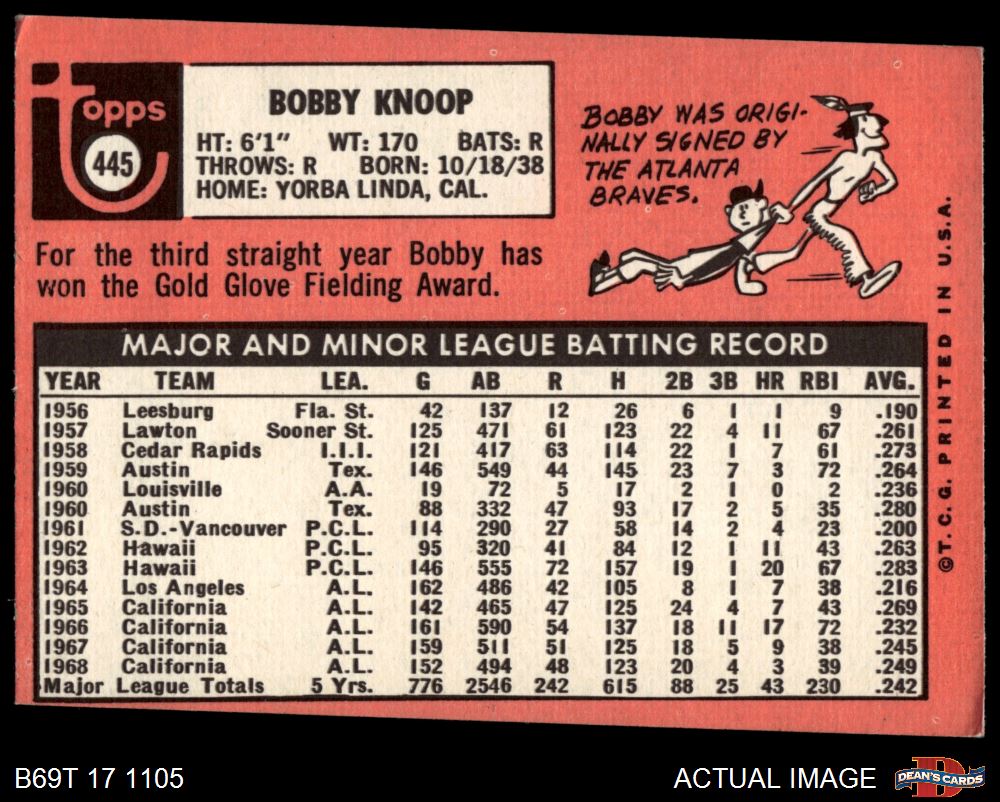 Topps
445
BOBBY KNOOP
HT: 6'1" WT: 170 BATS: R
THROWS: R BORN: 10/18/38
HOME: YORBA LINDA, CAL.
BOBBY WAS ORIGI-
NALLY SIGNED BY
THE ATLANTA
BRAVES.
For the third straight year Bobby has
won the Gold Glove Fielding Award.
MAJOR AND MINOR LEAGUE BATTING RECORD
YEAR TEAM LEA. G AB R H 2B 3B HR RBI AVG.
1956 Leesburg Fla. St. 42 137 12 26 6 1 1 9 .190
1957 Lawton Sooner St. 125 471 61 123 22 4 11 67 .261
1958 Cedar Rapids I.I.I. 121 417 63 114 22 1 7 61 .273
1959 Austin Tex. 146 549 44 145 23 7 3 72 .264
1960 Louisville A.A. 19 72 5 17 2 1 0 2 .236
1960 Austin Tex. 88 332 47 93 17 2 5 35 .280
1961 S.D.-Vancouver P.C.L. 114 290 27 58 14 2 4 23 .200
1962 Hawaii P.C.L. 95 320 41 84 12 1 11 43 .263
1963 Hawaii P.C.L. 146 555 72 157 19 1 20 67 .283
1964 Los Angeles A.L. 162 486 42 105 8 1 7 38 .216
1965 California A.L. 142 465 47 125 24 4 7 43 .269
1966 California A.L. 161 590 54 137 18 11 17 72 .232
1967 California A.L. 159 511 51 125 18 5 9 38 .245
1968 California A.L. 152 494 48 123 20 4 3 39 .249
Major League Totals 5 Yrs. 776 2546 242 615 88 25 43 230 .242
©T. C. G. PRINTED IN U.S.A.
B69T 17 1105
ACTUAL IMAGE
DEAN'S CARDS